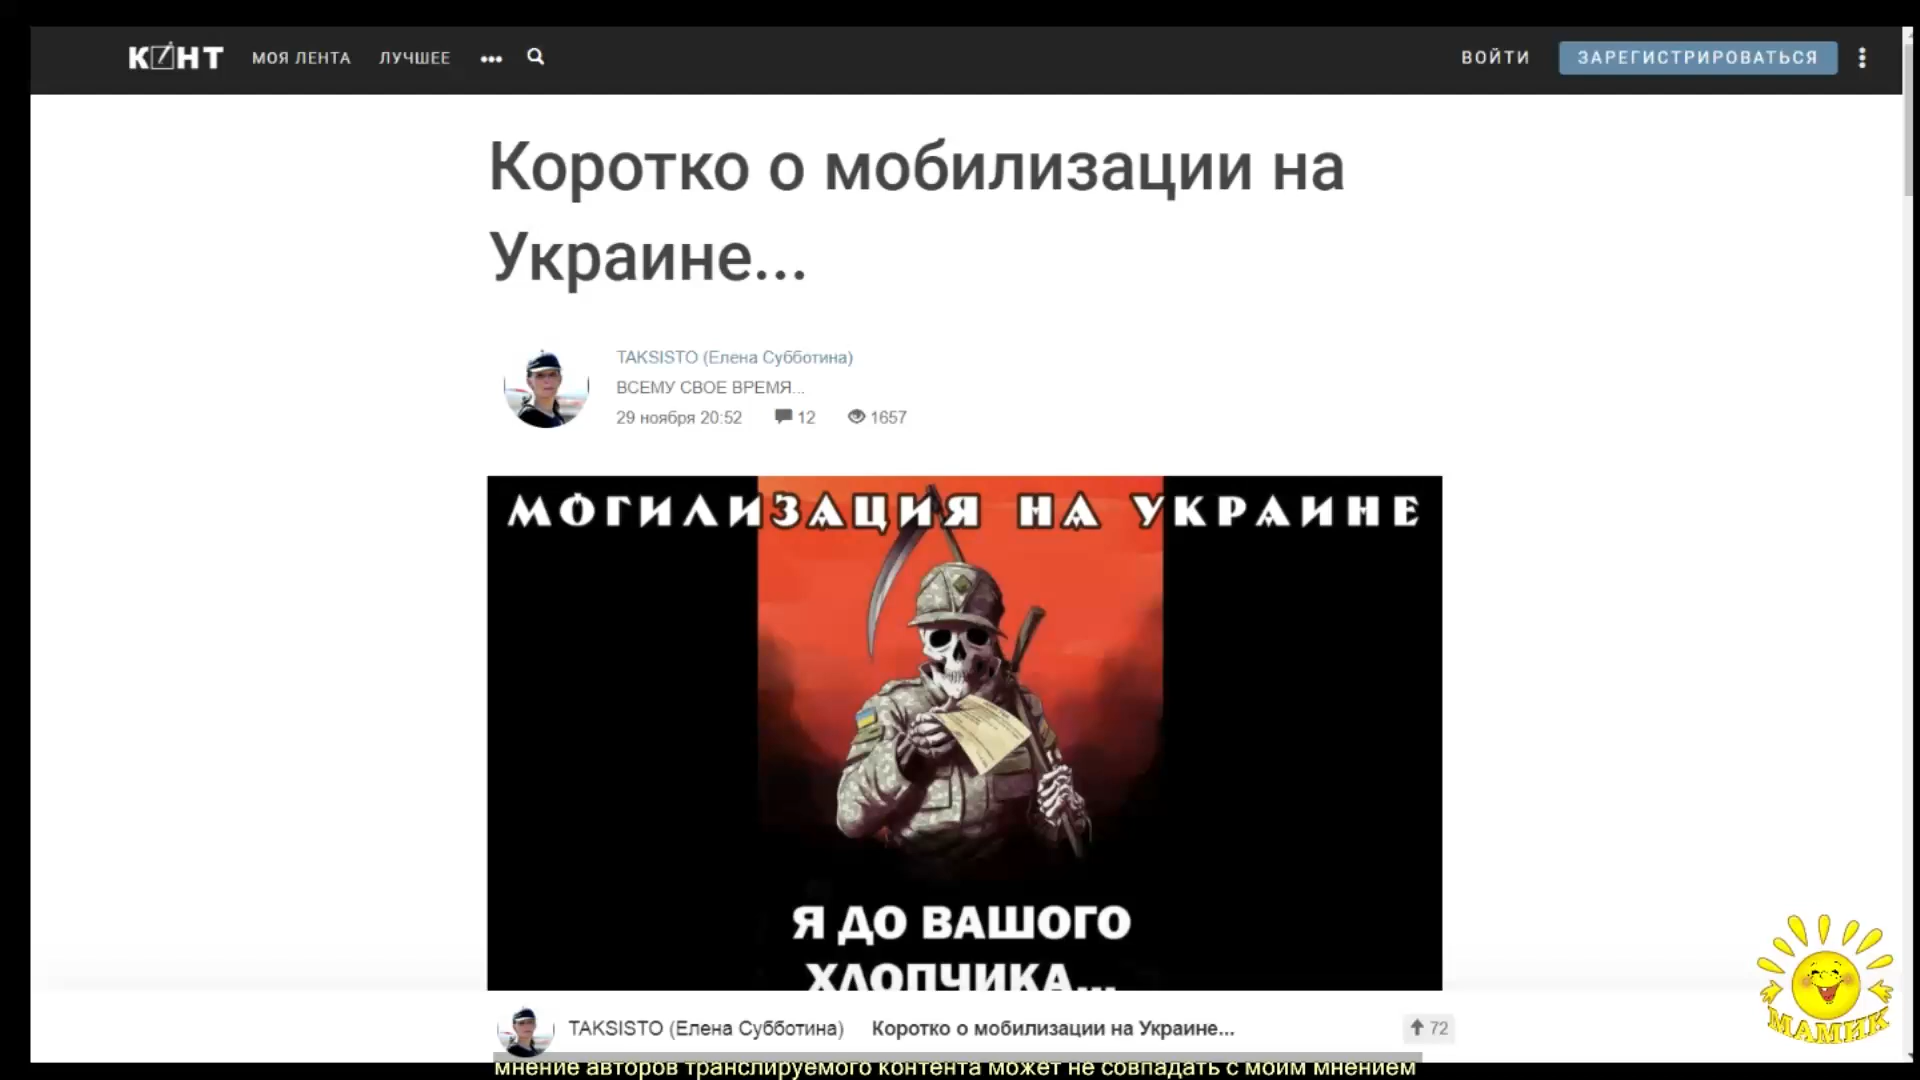 КОНТ МОЯ ЛЕНТА ЛУЧШЕЕ ••• ВОЙТИ ЗАРЕГИСТРИРОВАТЬСЯ
Коротко о мобилизации на
Украине...
TAKSISTO (Елена Субботина)
ВСЕМУ СВОЕ ВРЕМЯ...
29 ноября 20:52 12 1657
МОГИЛИЗАЦИЯ НА УКРАИНЕ
Я ДО ВАШОГО
ХЛОПЧИКА...
TAKSISTO (Елена Субботина) Коротко о мобилизации на Украине... 72
МАМИК
мнение авторов транслируемого контента может не совпадать с моим мнением